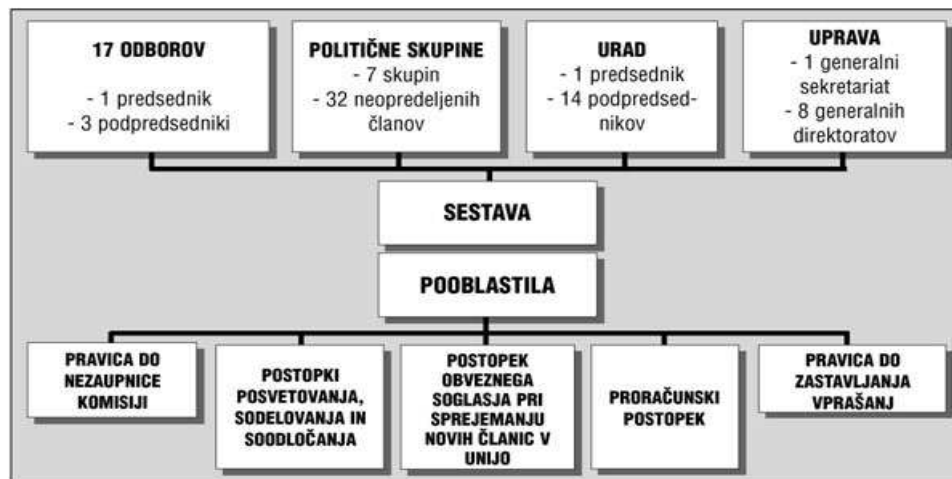 17 ODBOROV
- 1 predsednik
- 3 podpredsedniki
POLITIČNE SKUPINE
- 7 skupin
- 32 neopredeljenih
članov
URAD
- 1 predsednik
- 14 podpredsed-
nikov
UPRAVA
- 1 generalni
sekretariat
- 8 generalnih
direktoratov
SESTAVA
POOBLASTILA
PRAVICA DO
NEZAUPNICE
KOMISIJI
POSTOPKI
POSVETOVANJA,
SODELOVANJA IN
SOODLOČANJA
POSTOPEK
OBVEZNEGA
SOGLASJA PRI
SPREJEMANJU
NOVIH ČLANIC V
UNIJO
PRORAČUNSKI
POSTOPEK
PRAVICA DO
ZASTAVLJANJA
VPRAŠANJ